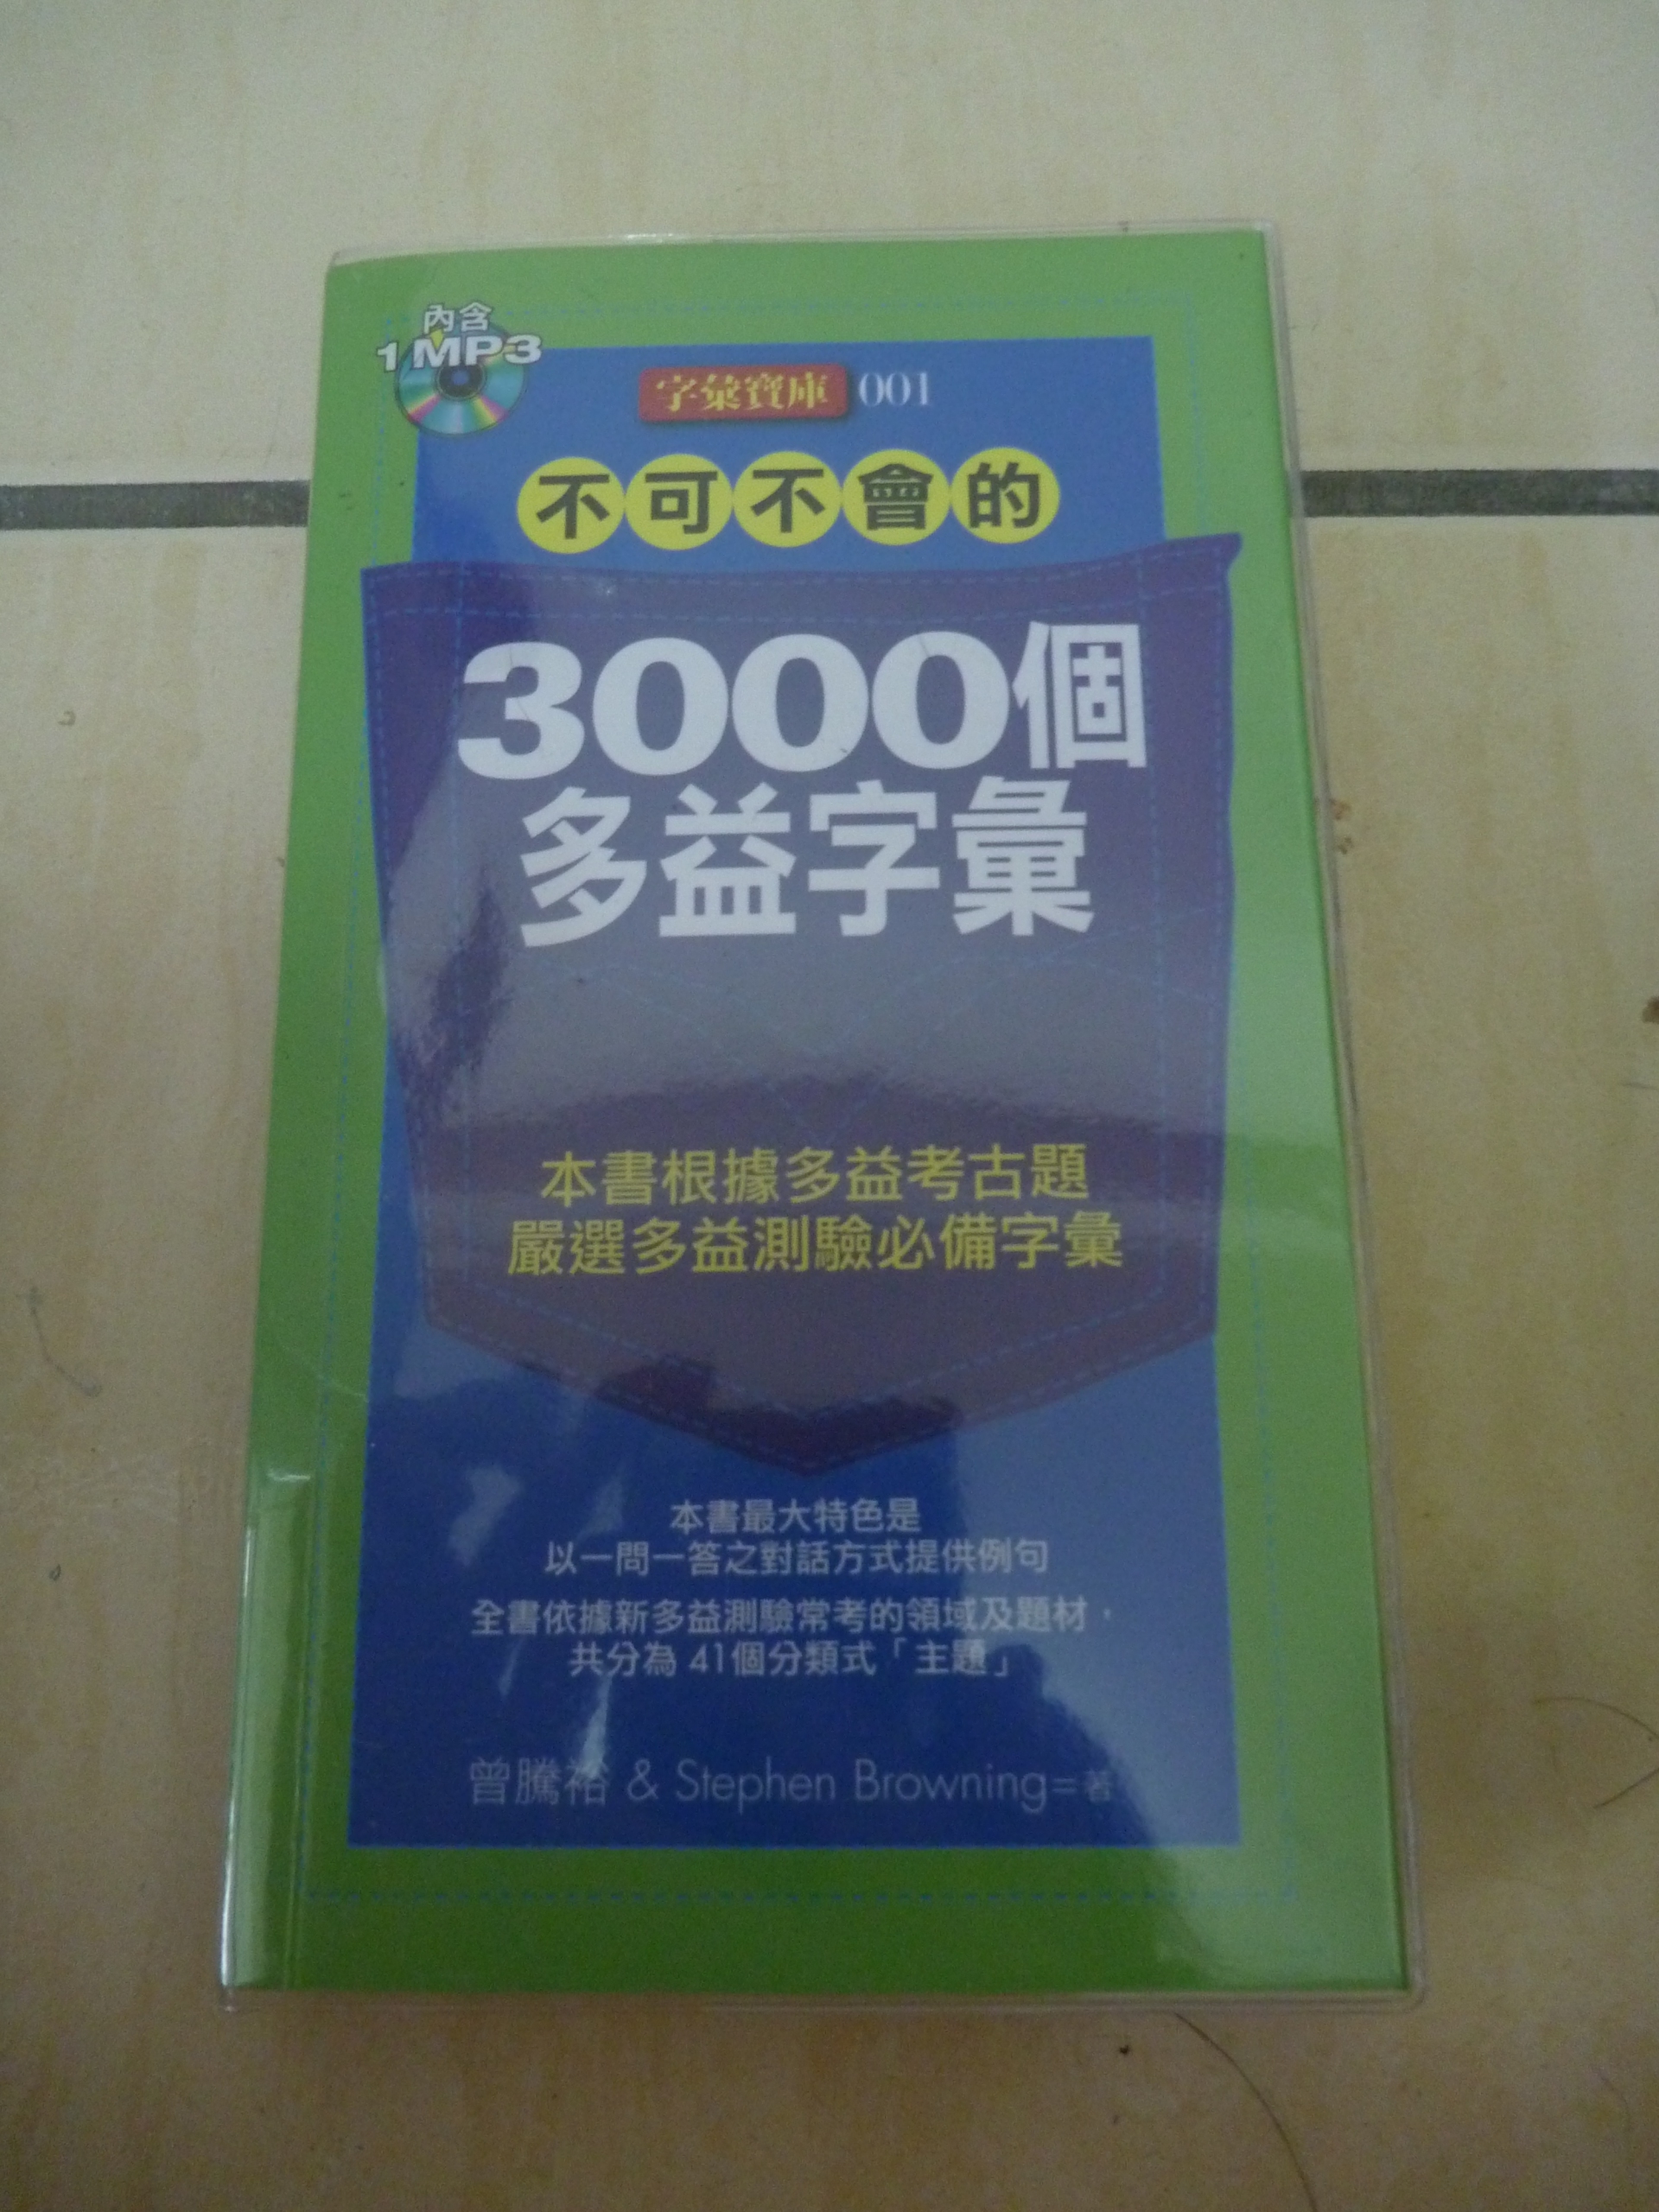 內含
1 MP3
字彙寶庫 001
不可不會的
3000個
多益字彙
本書根據多益考古題
嚴選多益測驗必備字彙
本書最大特色是
以一問一答之對話方式提供例句
全書依據新多益測驗常考的領域及題材，
共分為 41個分類式「主題」
曾騰裕 & Stephen Browning=著